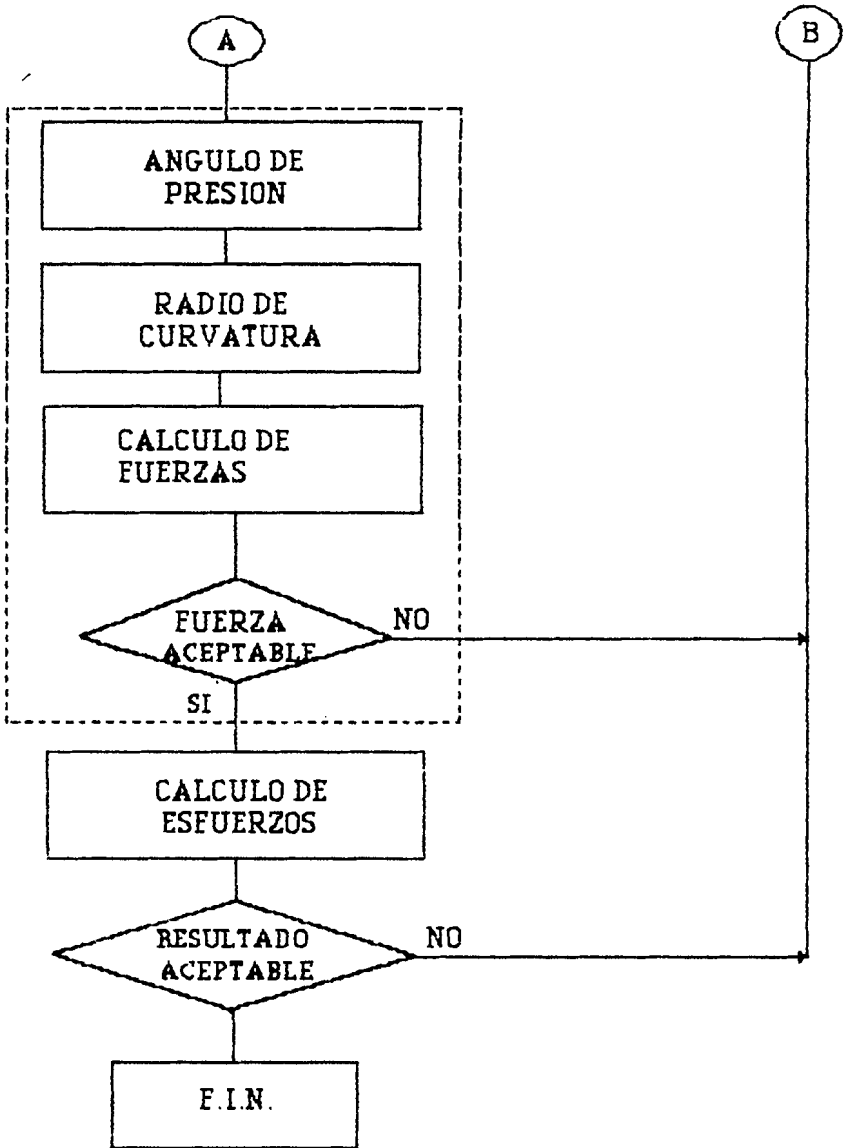 A
B
ANGULO DE
PRESION
RADIO DE
CURVATURA
CALCULO DE
FUERZAS
FUERZA
ACEPTABLE
NO
SI
CALCULO DE
ESFUERZOS
RESULTADO
ACEPTABLE
NO
F.I.N.